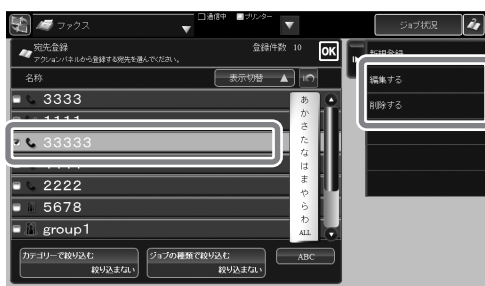 ファクス
通信中 プリンター
ジョブ状況
宛先登録 登録件数 10
アクションパネルから登録する宛先を選んでください。
OK
新規登録
名称 表示切替
編集する
削除する
3333
33333
2222
5678
group1
あ
か
さ
た
な
は
ま
や
ら
わ
ALL
カテゴリーで絞り込む
絞り込まない
ジョブの種類で絞り込む
絞り込まない
ABC